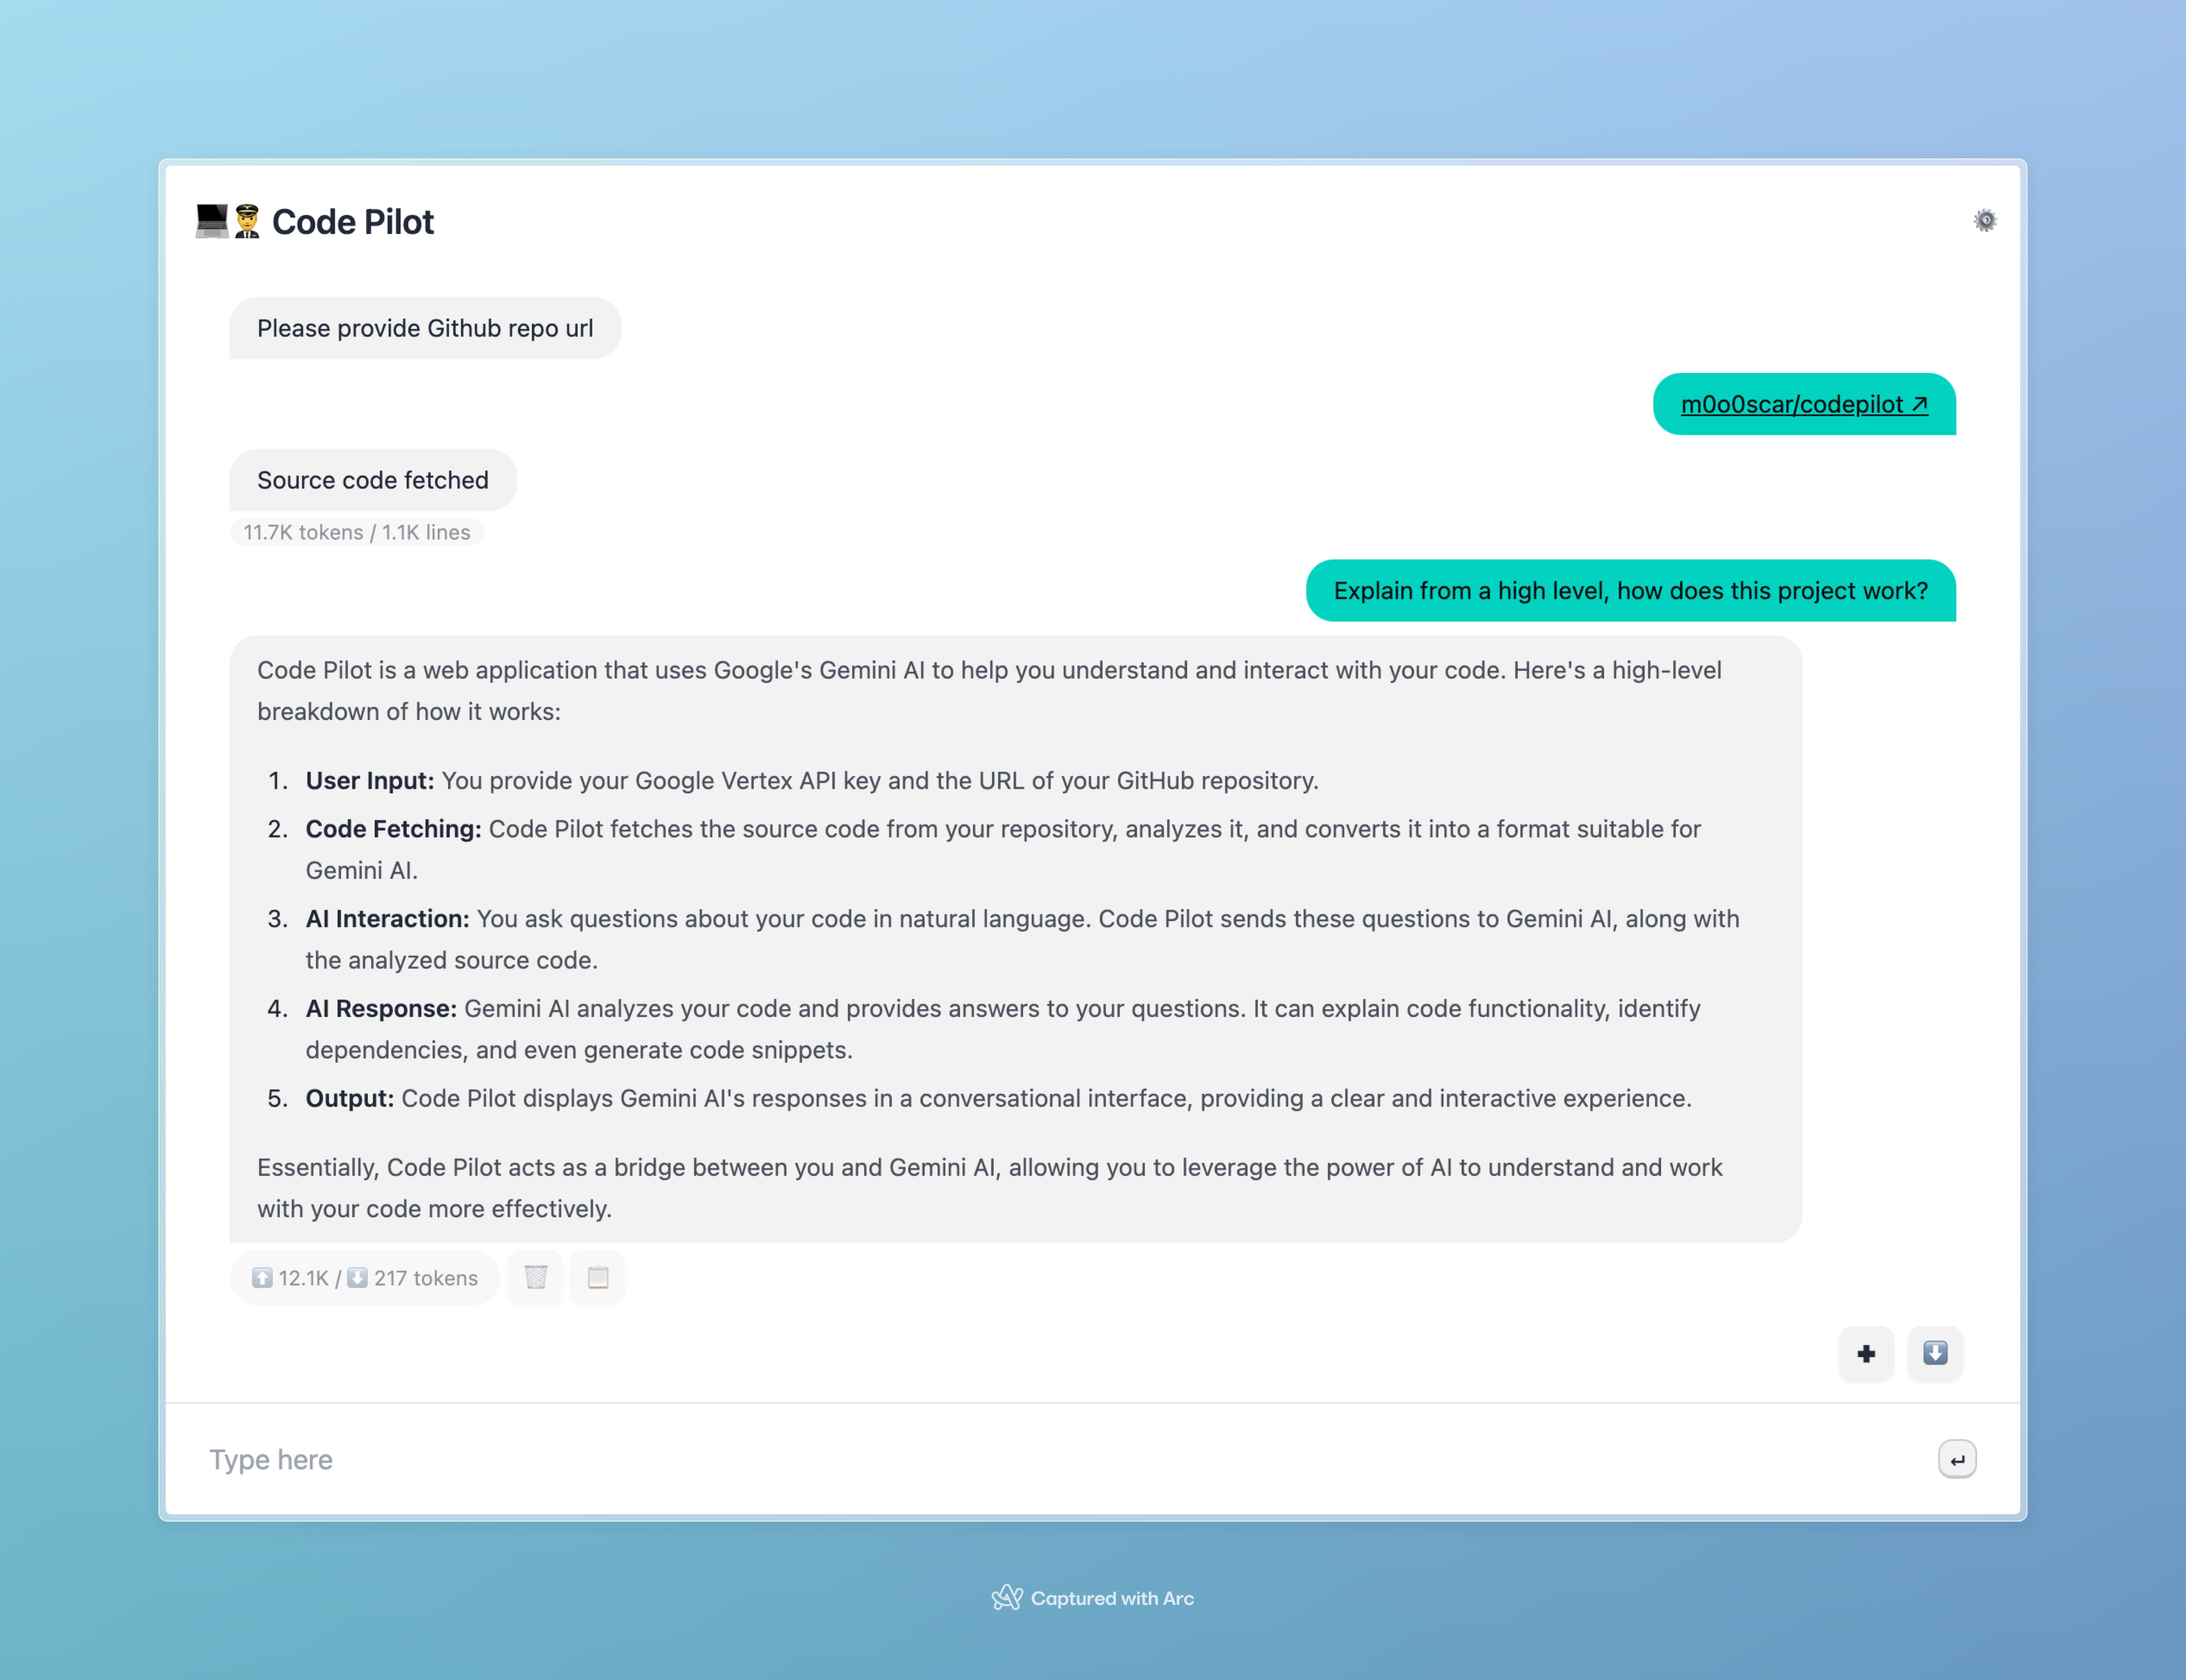 Code Pilot
Please provide Github repo url
m0o0scar/codepilot ↗
Source code fetched
11.7K tokens / 1.1K lines
Explain from a high level, how does this project work?
Code Pilot is a web application that uses Google's Gemini AI to help you understand and interact with your code. Here's a high-level
breakdown of how it works:
1. User Input: You provide your Google Vertex API key and the URL of your GitHub repository.
2. Code Fetching: Code Pilot fetches the source code from your repository, analyzes it, and converts it into a format suitable for
Gemini AI.
3. AI Interaction: You ask questions about your code in natural language. Code Pilot sends these questions to Gemini AI, along with
the analyzed source code.
4. AI Response: Gemini AI analyzes your code and provides answers to your questions. It can explain code functionality, identify
dependencies, and even generate code snippets.
5. Output: Code Pilot displays Gemini AI's responses in a conversational interface, providing a clear and interactive experience.
Essentially, Code Pilot acts as a bridge between you and Gemini AI, allowing you to leverage the power of AI to understand and work
with your code more effectively.
⬆️ 12.1K / ⬇️ 217 tokens
Type here
Captured with Arc